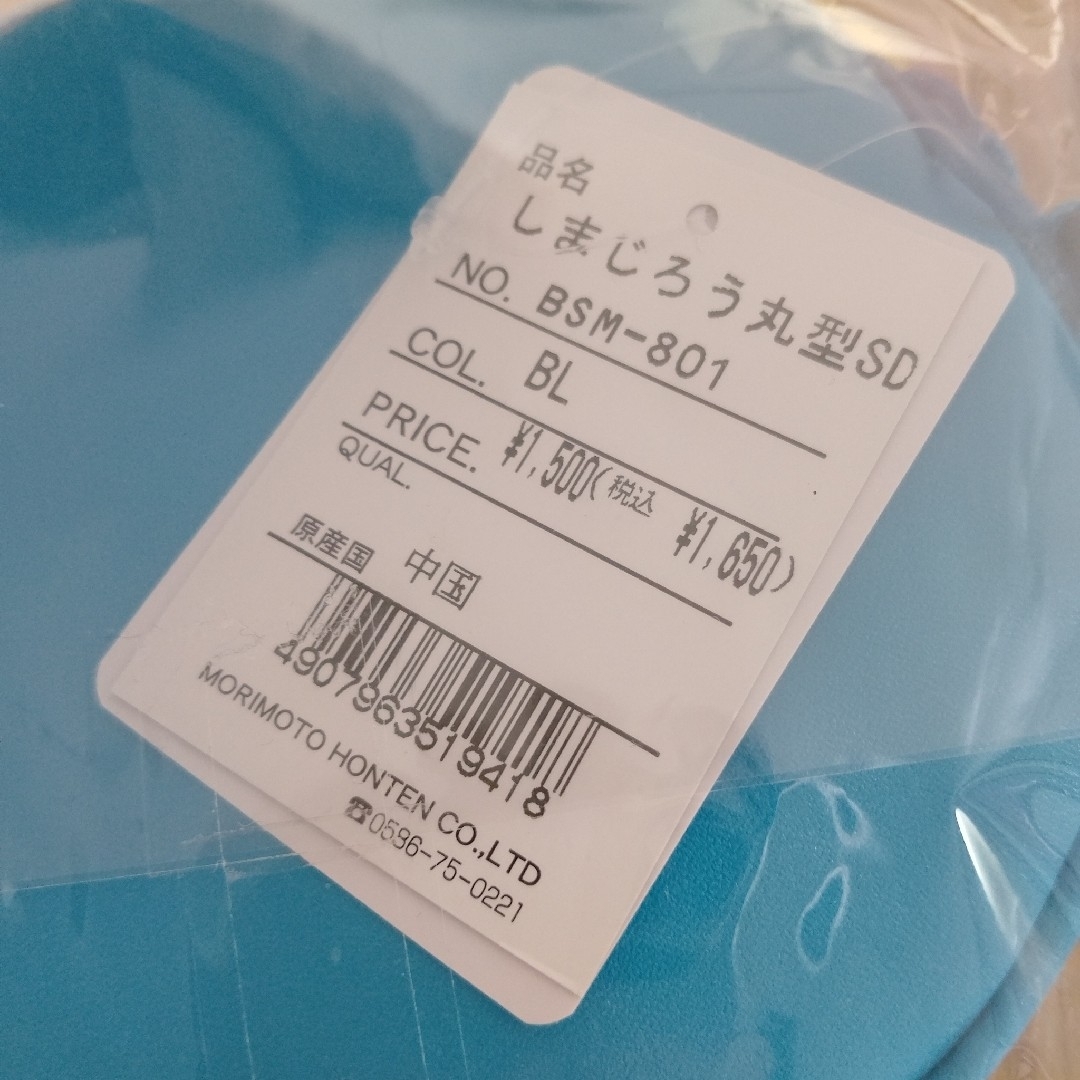 品名
しまじろう丸型SD
NO. BSM-801
COL. BL
PRICE. ¥1,500(税込 ¥1,650)
QUAL.
原産国 中国
4907963519418
MORIMOTO HONTEN CO.,LTD
☎0596-75-0221